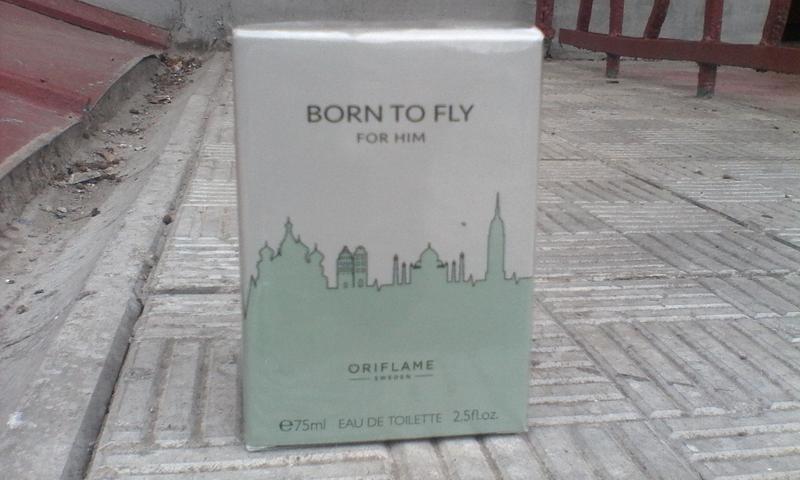 BORN TO FLY
FOR HIM
ORIFLAME
SWEDEN
℮75ml EAU DE TOILETTE 2.5fl.oz.